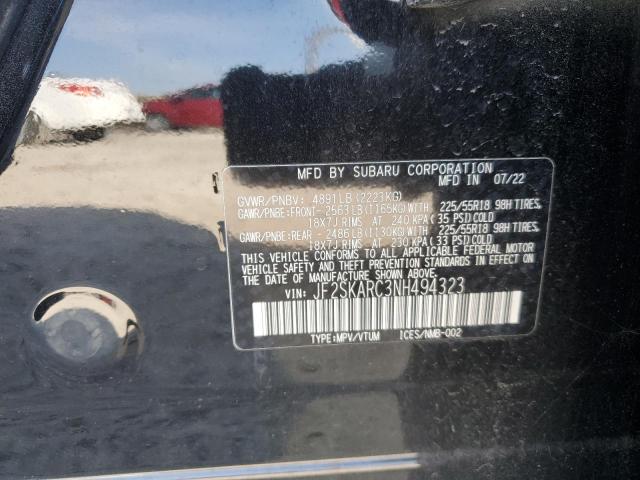 MFD BY SUBARU CORPORATION
MFD IN 07/22
GVWR/PNBV: 4891LB(2223KG)
GAWR/PNBE:FRONT- 2563LB(1165KG)WITH 225/55R18 98H TIRES,
18X7J RIMS AT 240 KPA (35 PSI)COLD
GAWR/PNBE:REAR - 2486LB(1130KG)WITH 225/55R18 98H TIRES,
18X7J RIMS AT 230 KPA (33 PSI)COLD
THIS VEHICLE CONFORMS TO ALL APPLICABLE FEDERAL MOTOR
VEHICLE SAFETY AND THEFT PREVENTION STANDARDS IN
EFFECT ON THE DATE OF MANUFACTURE SHOWN ABOVE.
VIN: JF2SKARC3NH494323
TYPE:MPV/VTUM ICES/NMB-002